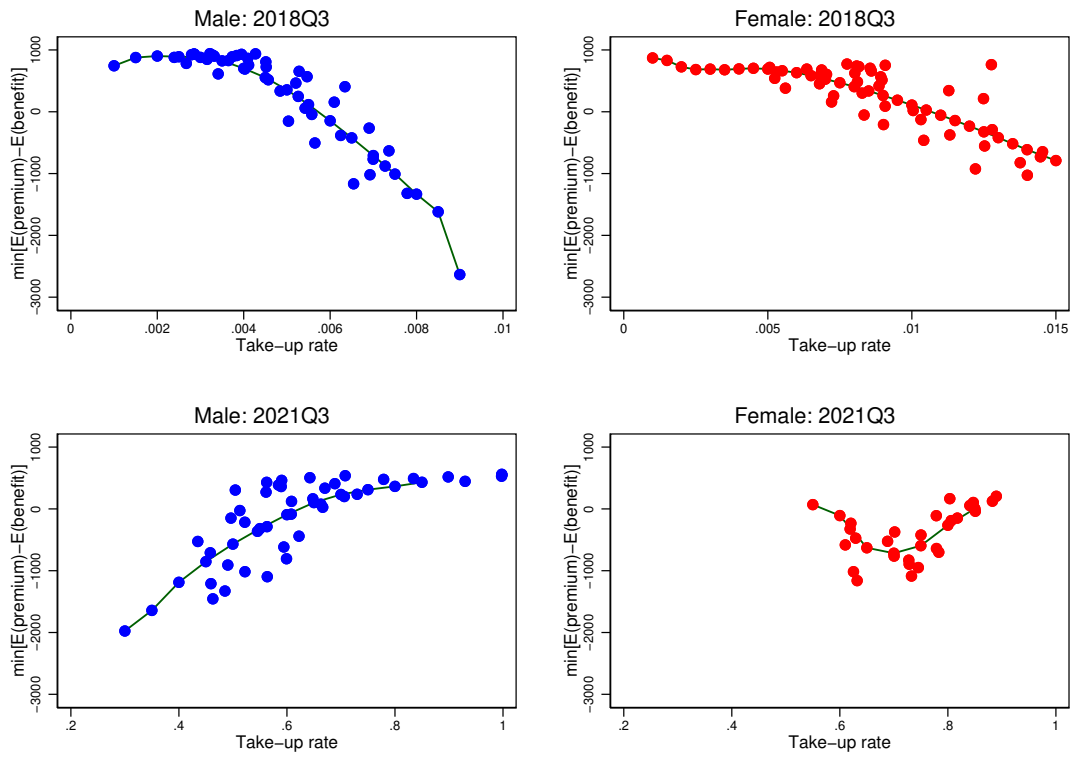 Male: 2018Q3
min[E(premium)−E(benefit)]
1000
0
−1000
−2000
−3000
0 .002 .004 .006 .008 .01
Take−up rate
Female: 2018Q3
min[E(premium)−E(benefit)]
1000
0
−1000
−2000
−3000
0 .005 .01 .015
Take−up rate
Male: 2021Q3
min[E(premium)−E(benefit)]
1000
0
−1000
−2000
−3000
.2 .4 .6 .8 1
Take−up rate
Female: 2021Q3
min[E(premium)−E(benefit)]
1000
0
−1000
−2000
−3000
.2 .4 .6 .8 1
Take−up rate